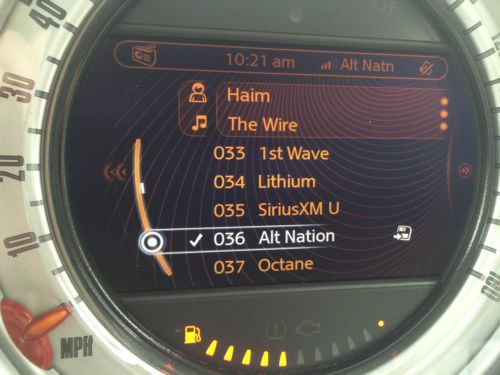 10:21 am Alt Natn
Haim
The Wire
033 1st Wave
034 Lithium
035 SiriusXM U
036 Alt Nation
037 Octane
50
40
30
20
10
MPH